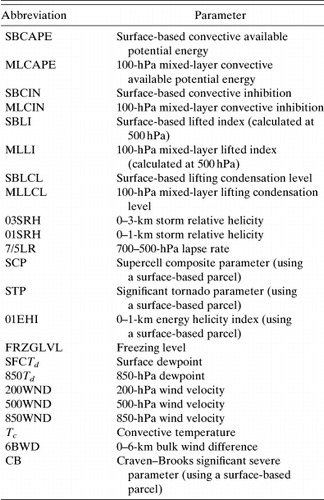 Abbreviation Parameter
SBCAPE Surface-based convective available
potential energy
MLCAPE 100-hPa mixed-layer convective
available potential energy
SBCIN Surface-based convective inhibition
MLCIN 100-hPa mixed-layer convective inhibition
SBLI Surface-based lifted index (calculated at
500 hPa)
MLLI 100-hPa mixed-layer lifted index
(calculated at 500 hPa)
SBLCL Surface-based lifting condensation level
MLLCL 100-hPa mixed-layer lifting condensation
level
03SRH 0–3-km storm relative helicity
01SRH 0–1-km storm relative helicity
7/5LR 700–500-hPa lapse rate
SCP Supercell composite parameter (using
a surface-based parcel)
STP Significant tornado parameter (using
a surface-based parcel)
01EHI 0–1-km energy helicity index (using
a surface-based parcel)
FRZGLVL Freezing level
SFCTd Surface dewpoint
850Td 850-hPa dewpoint
200WND 200-hPa wind velocity
500WND 500-hPa wind velocity
850WND 850-hPa wind velocity
Tc Convective temperature
6BWD 0–6-km bulk wind difference
CB Craven–Brooks significant severe
parameter (using a surface-based
parcel)